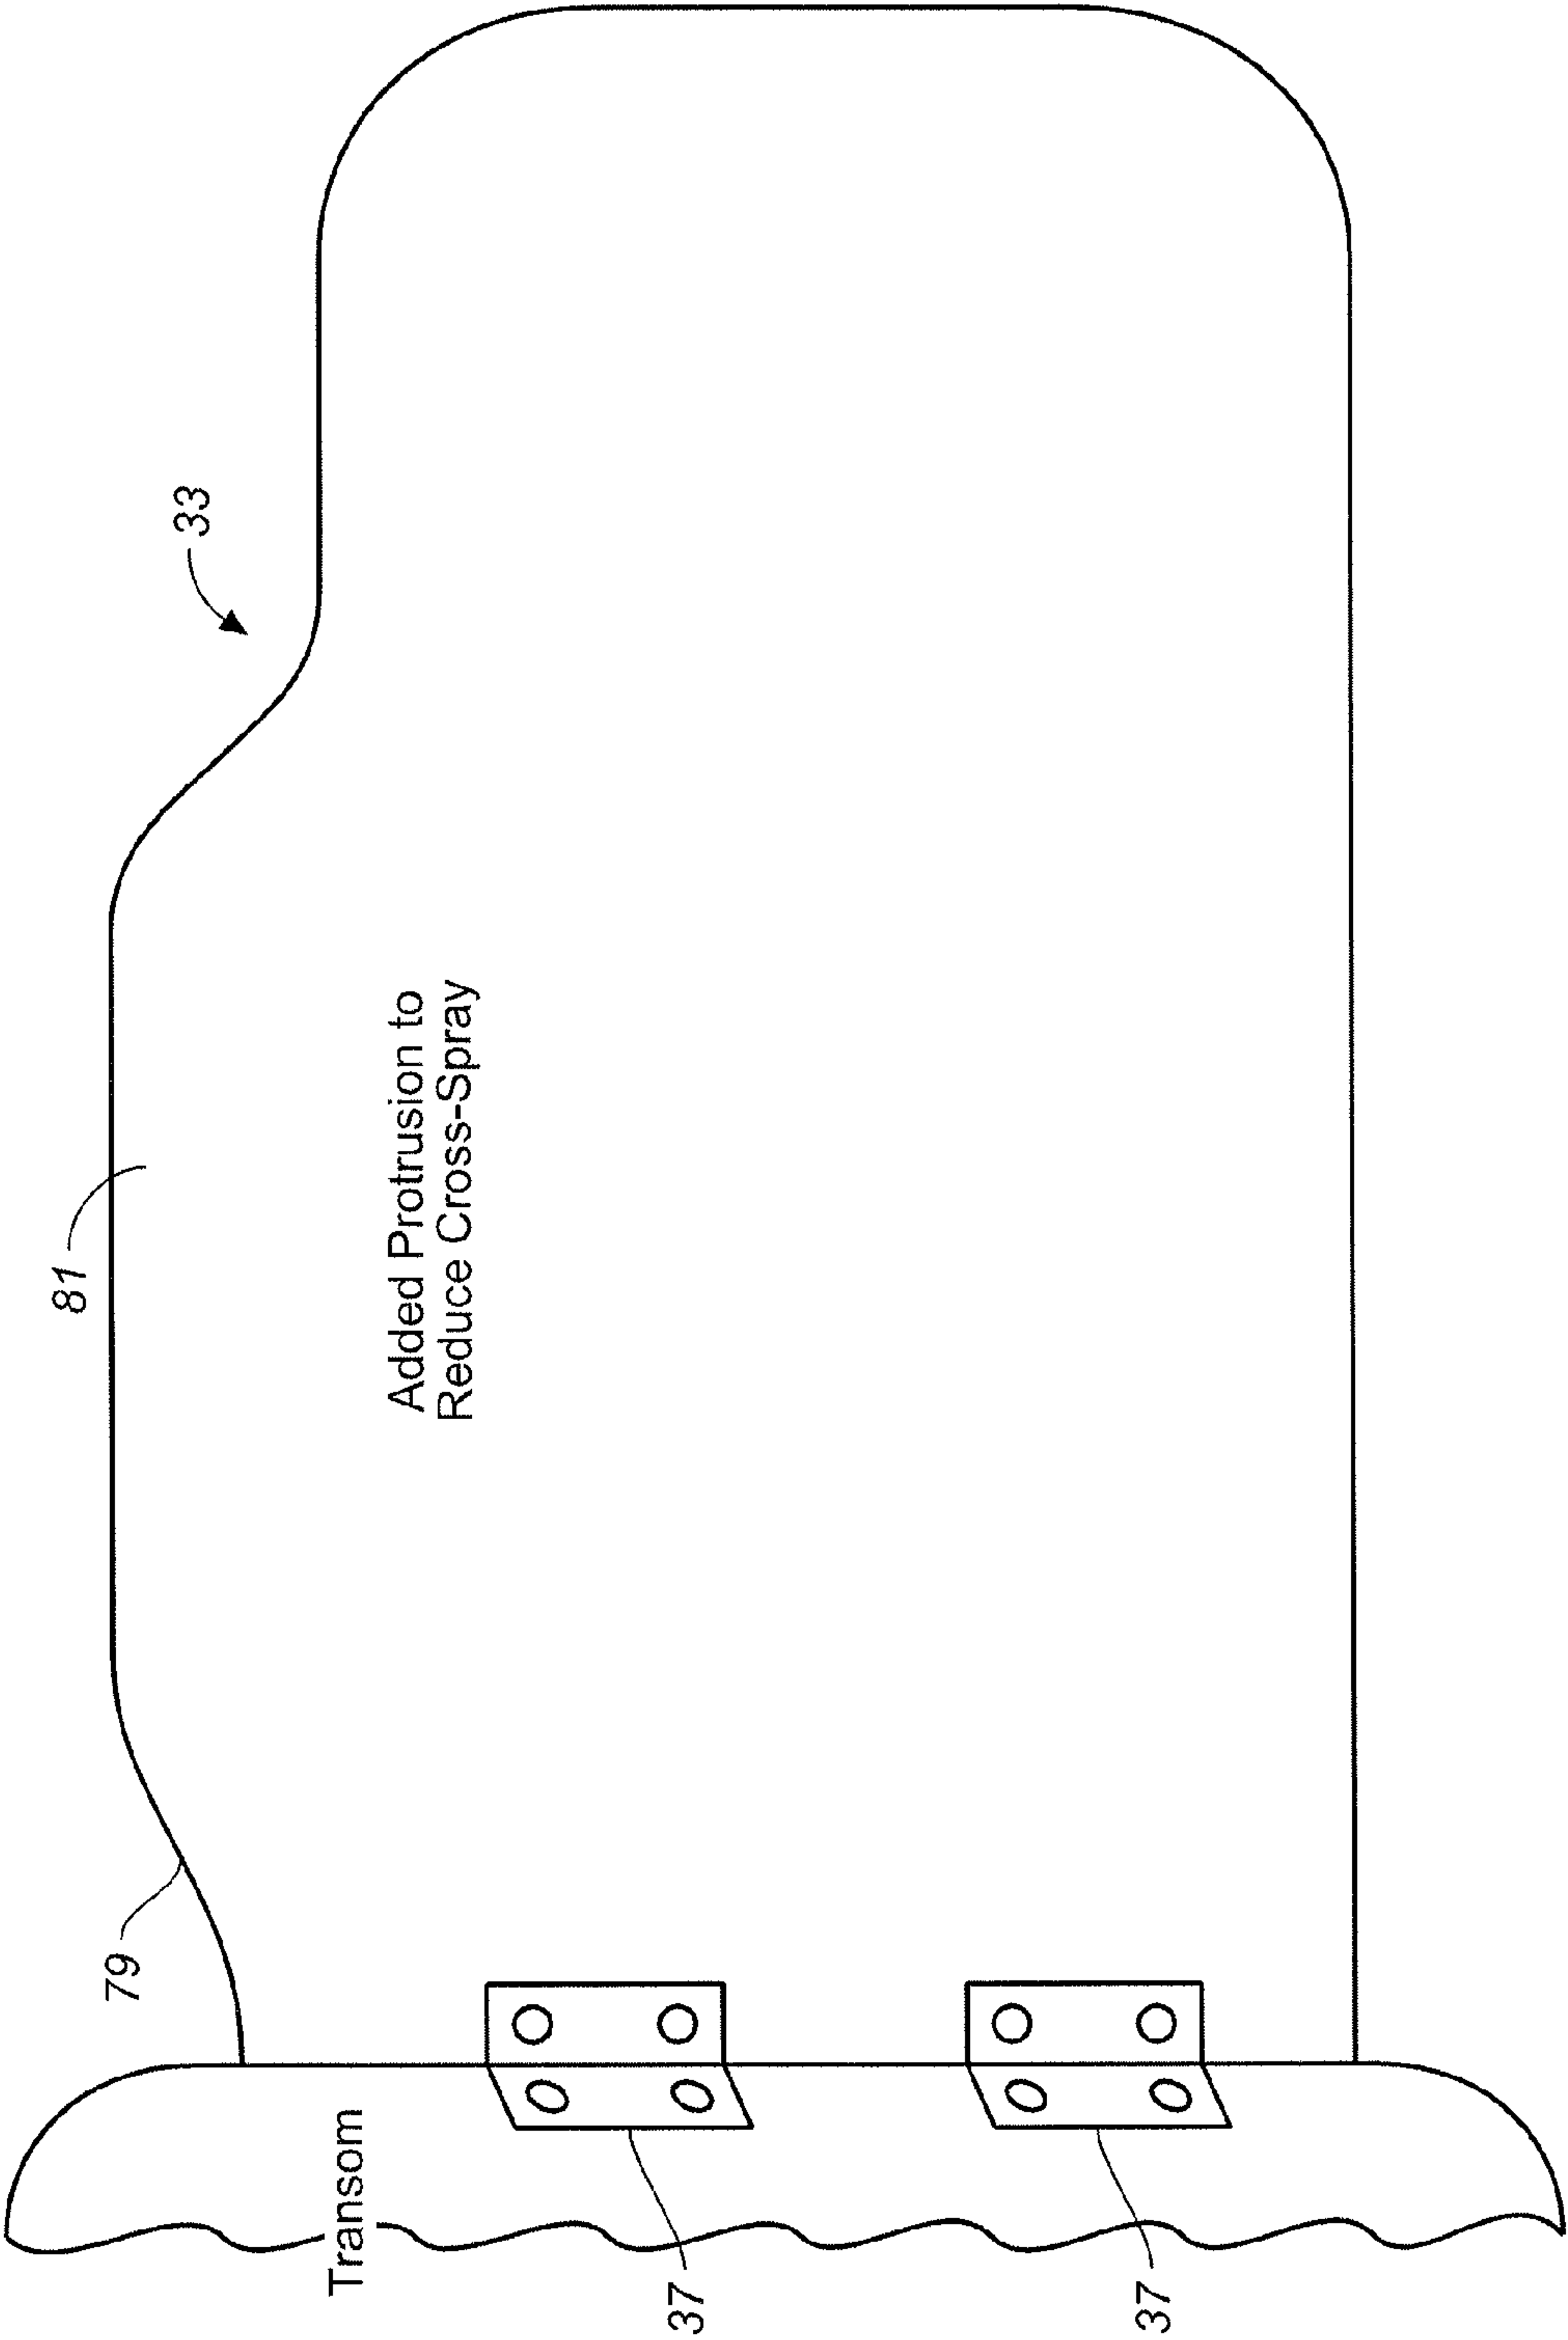 33
81
Added Protrusion to
Reduce Cross-Spray
79
Transom
37
37